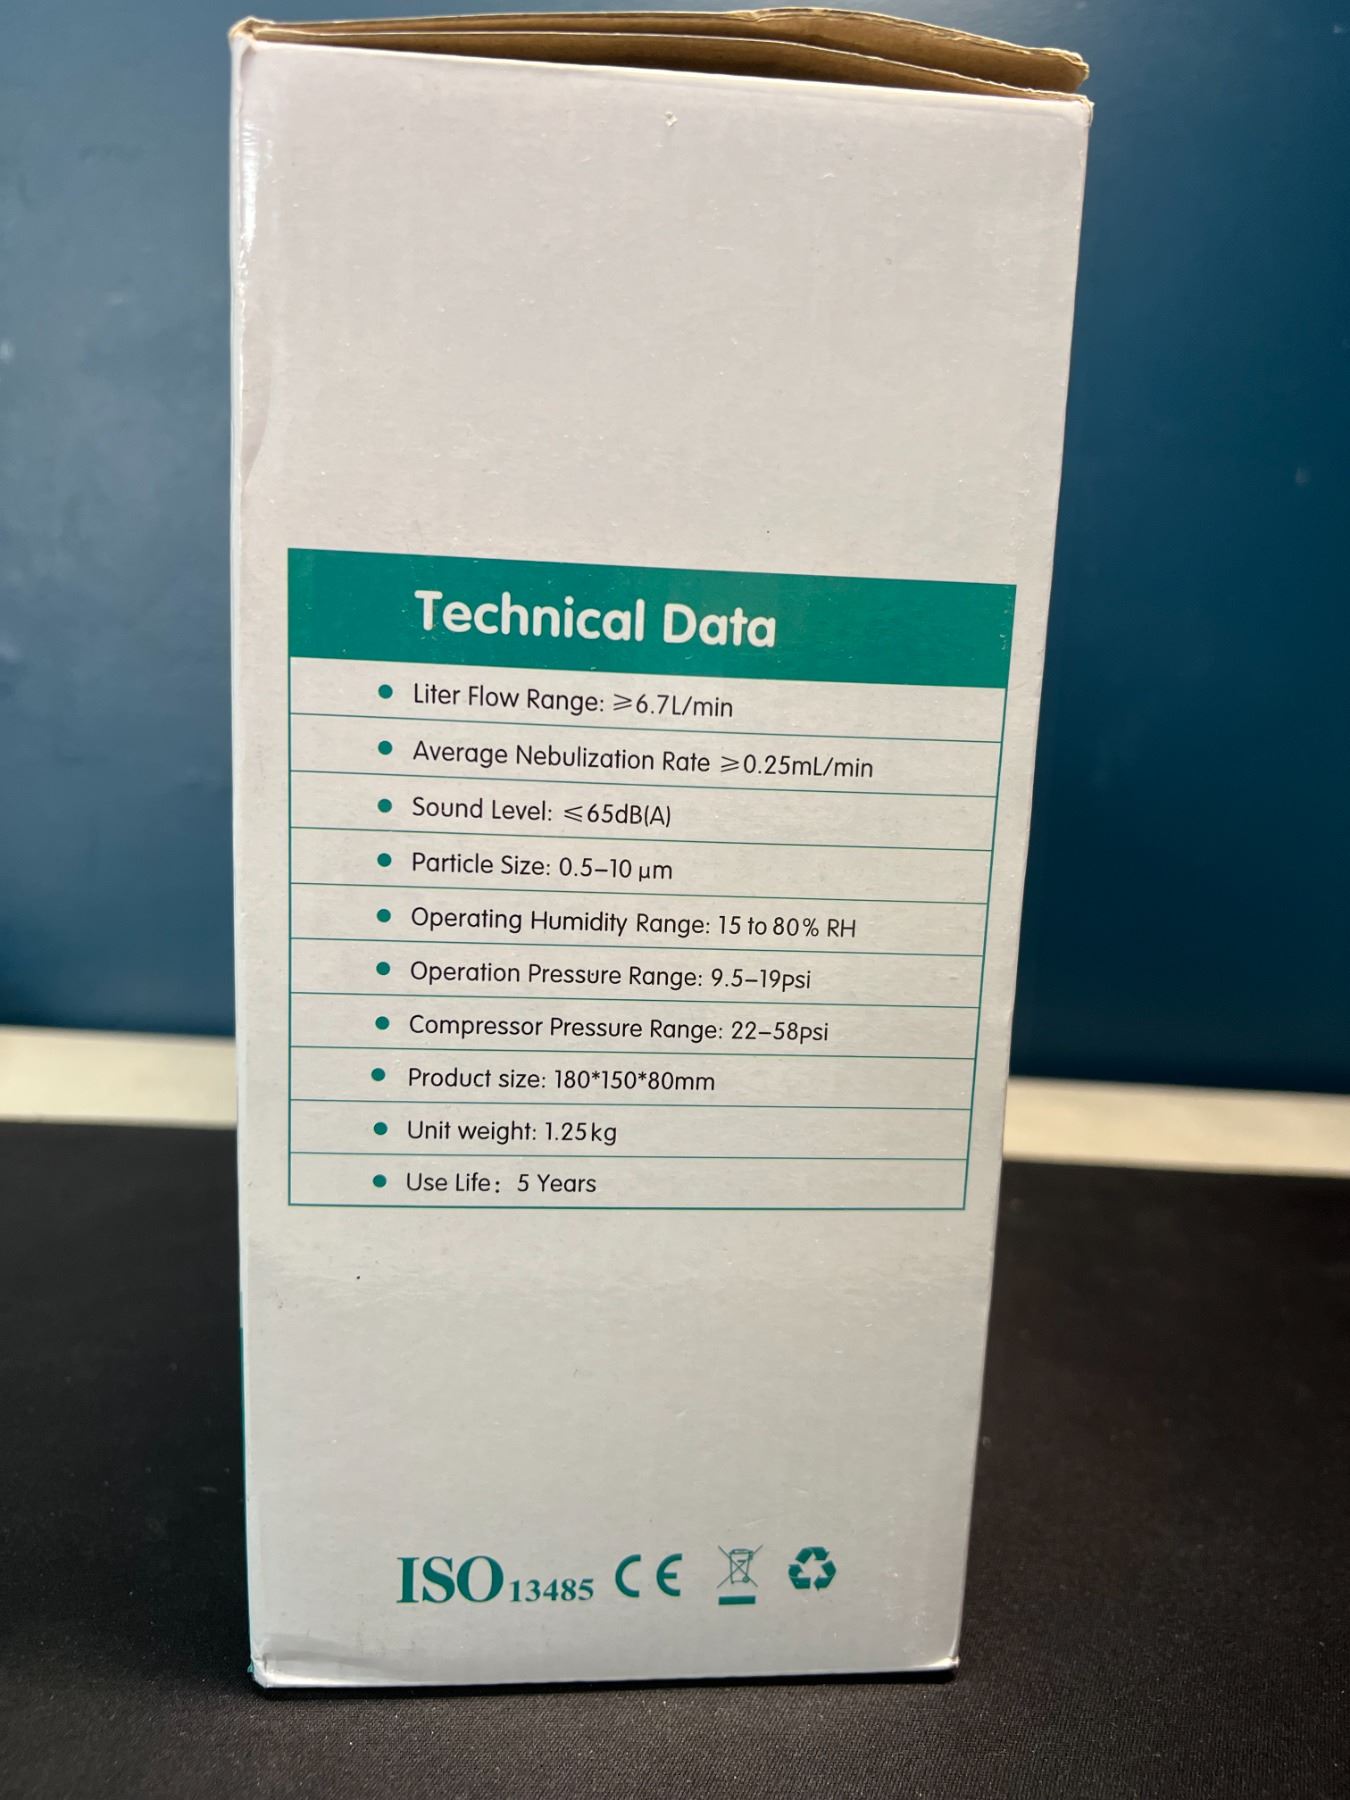 Technical Data
● Liter Flow Range: ⩾6.7L/min
● Average Nebulization Rate ⩾0.25mL/min
● Sound Level: ⩽65dB(A)
● Particle Size: 0.5–10 μm
● Operating Humidity Range: 15 to 80% RH
● Operation Pressure Range: 9.5–19psi
● Compressor Pressure Range: 22–58psi
● Product size: 180*150*80mm
● Unit weight: 1.25kg
● Use Life: 5 Years
ISO 13485 CE